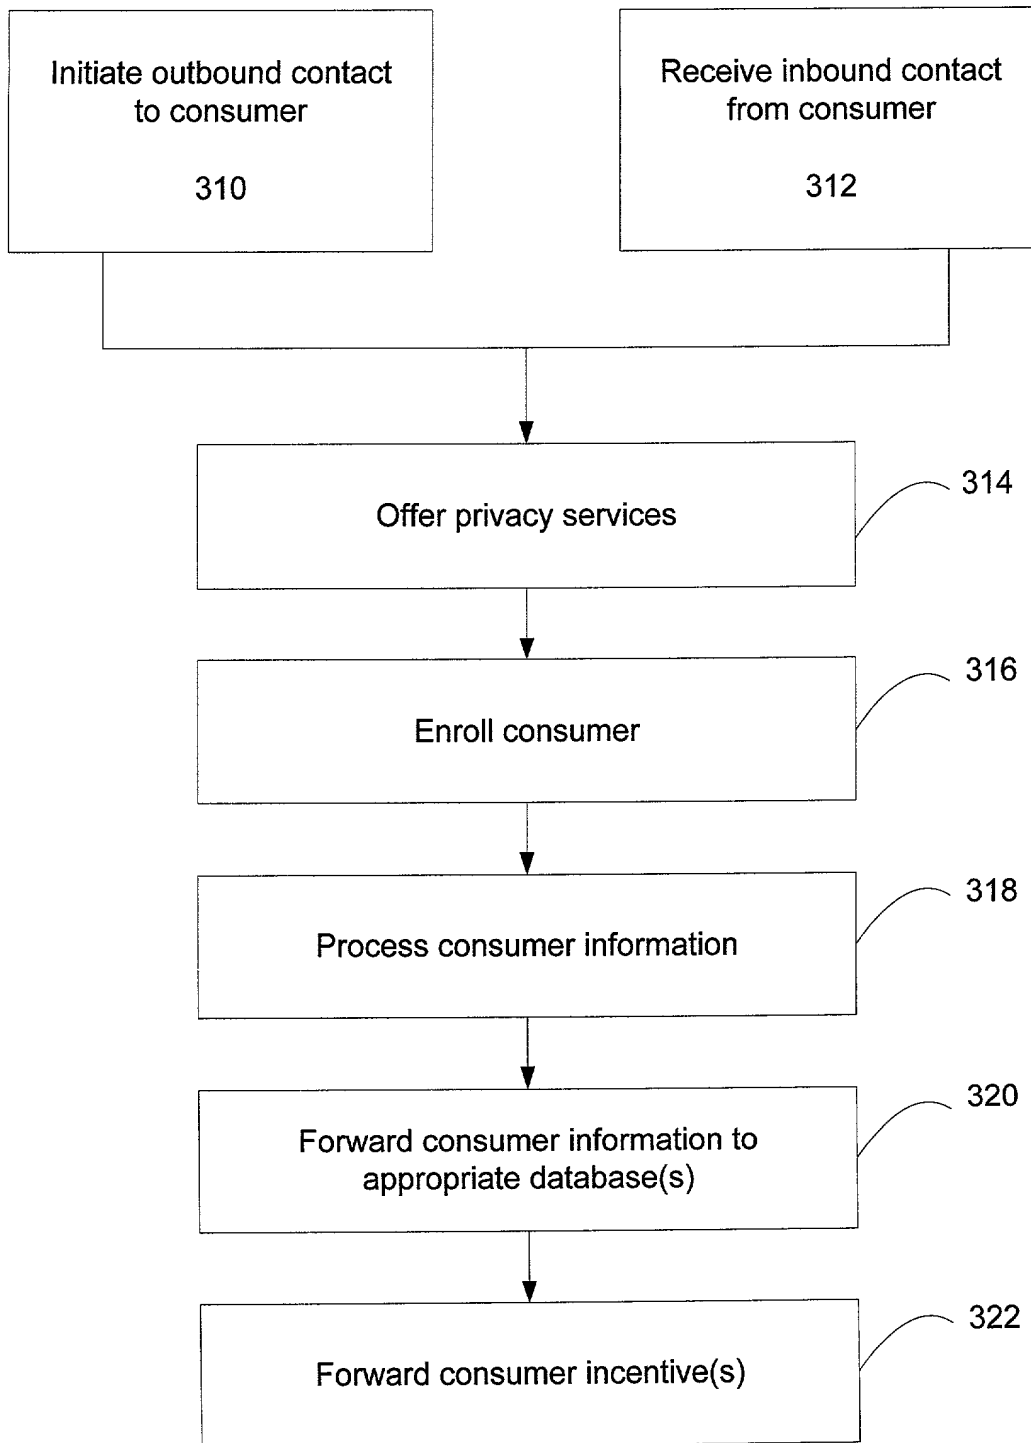 Initiate outbound contact
to consumer
310
Receive inbound contact
from consumer
312
Offer privacy services
314
Enroll consumer
316
Process consumer information
318
Forward consumer information to
appropriate database(s)
320
Forward consumer incentive(s)
322